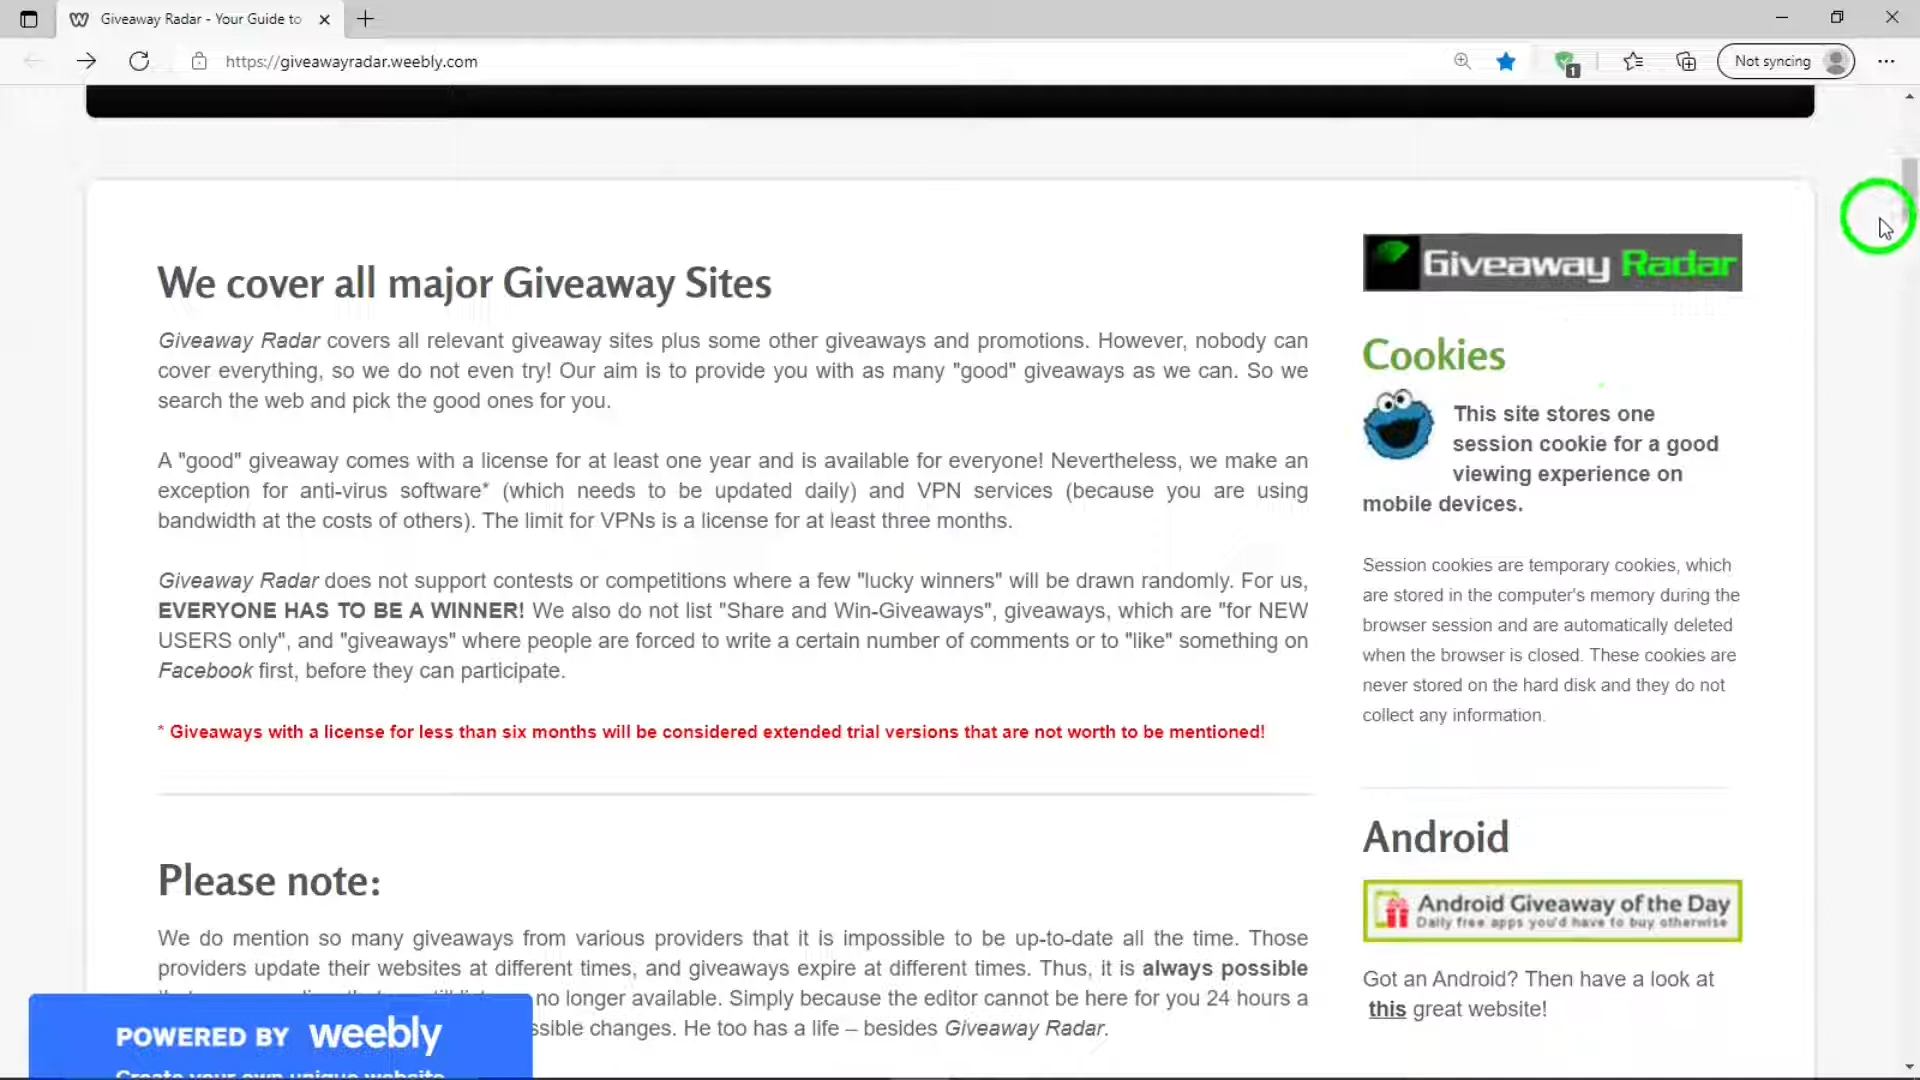 Giveaway Radar - Your Guide to
https://giveawayradar.weebly.com
1
Not syncing
We cover all major Giveaway Sites
Giveaway Radar covers all relevant giveaway sites plus some other giveaways and promotions. However, nobody can
cover everything, so we do not even try! Our aim is to provide you with as many "good" giveaways as we can. So we
search the web and pick the good ones for you.
A "good" giveaway comes with a license for at least one year and is available for everyone! Nevertheless, we make an
exception for anti-virus software* (which needs to be updated daily) and VPN services (because you are using
bandwidth at the costs of others). The limit for VPNs is a license for at least three months.
Giveaway Radar does not support contests or competitions where a few "lucky winners" will be drawn randomly. For us,
EVERYONE HAS TO BE A WINNER! We also do not list "Share and Win-Giveaways", giveaways, which are "for NEW
USERS only", and "giveaways" where people are forced to write a certain number of comments or to "like" something on
Facebook first, before they can participate.
* Giveaways with a license for less than six months will be considered extended trial versions that are not worth to be mentioned!
Please note:
We do mention so many giveaways from various providers that it is impossible to be up-to-date all the time. Those
providers update their websites at different times, and giveaways expire at different times. Thus, it is always possible
no longer available. Simply because the editor cannot be here for you 24 hours a
ssible changes. He too has a life – besides Giveaway Radar.
Giveaway Radar
Cookies
This site stores one
session cookie for a good
viewing experience on
mobile devices.
Session cookies are temporary cookies, which
are stored in the computer's memory during the
browser session and are automatically deleted
when the browser is closed. These cookies are
never stored on the hard disk and they do not
collect any information.
Android
Android Giveaway of the Day
Daily free apps you'd have to buy otherwise
Got an Android? Then have a look at
this great website!
POWERED BY weebly
Create your own unique website